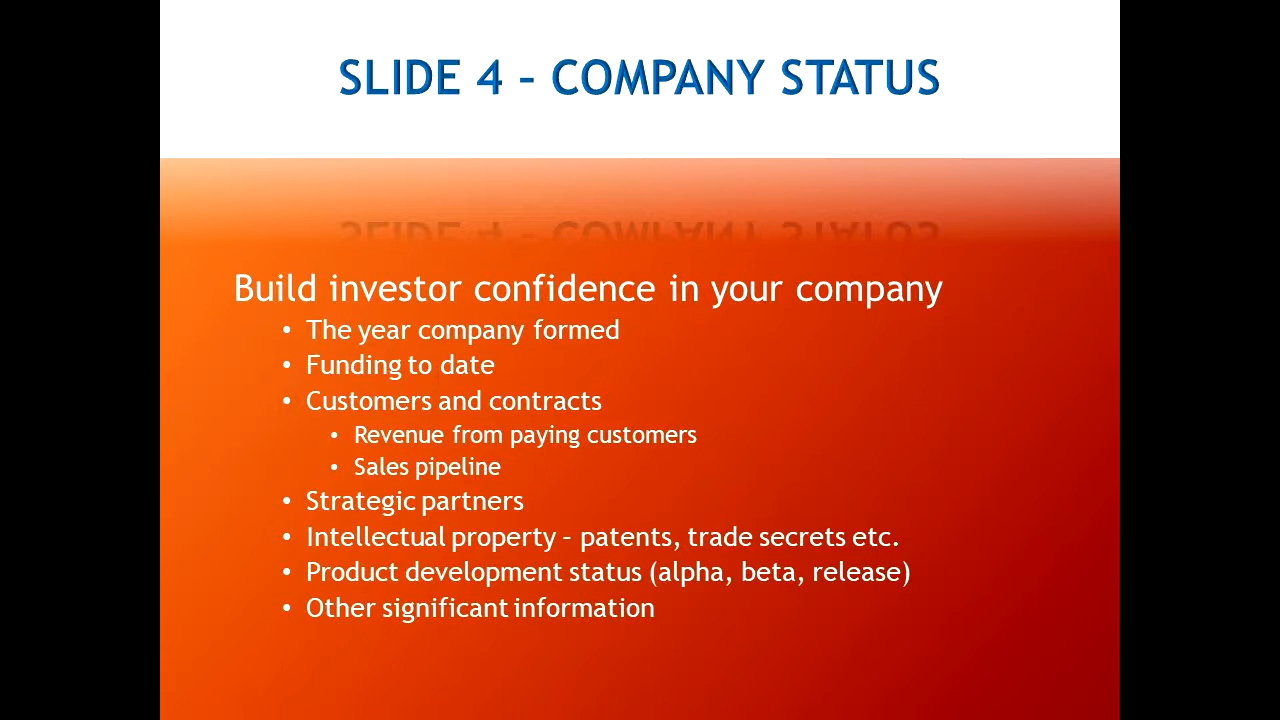 SLIDE 4 – COMPANY STATUS
Build investor confidence in your company
• The year company formed
• Funding to date
• Customers and contracts
• Revenue from paying customers
• Sales pipeline
• Strategic partners
• Intellectual property – patents, trade secrets etc.
• Product development status (alpha, beta, release)
• Other significant information